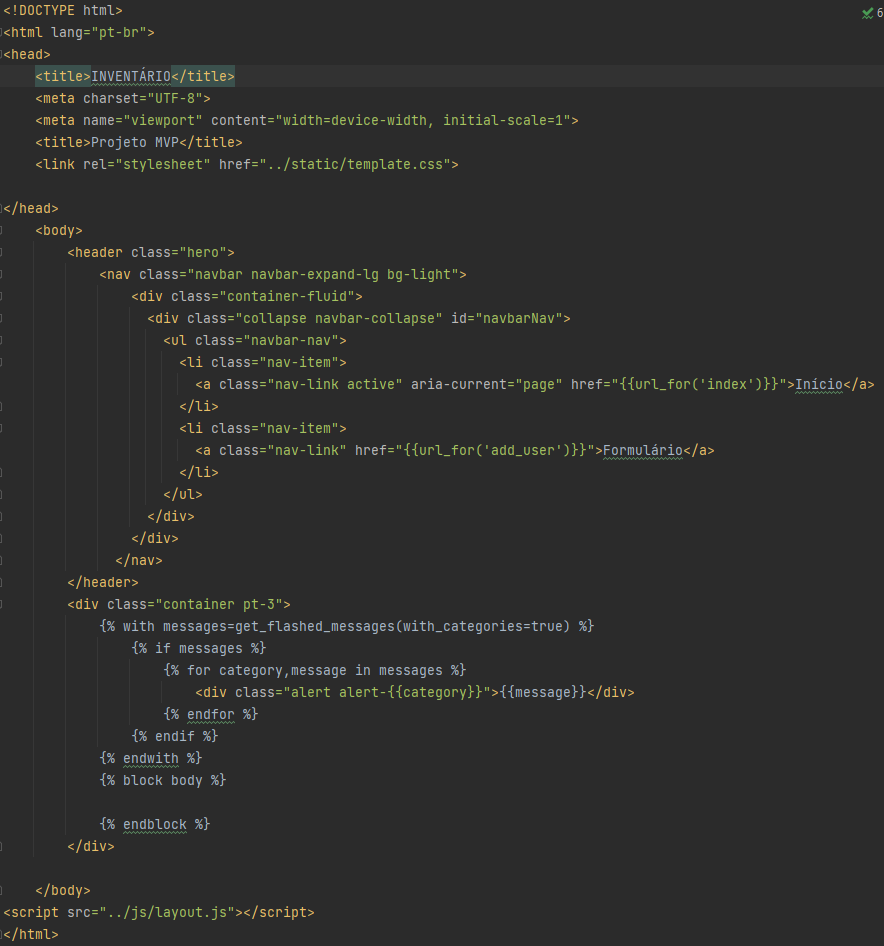 <!DOCTYPE html>
<html lang="pt-br">
<head>
    <title>INVENTÁRIO</title>
    <meta charset="UTF-8">
    <meta name="viewport" content="width=device-width, initial-scale=1">
    <title>Projeto MVP</title>
    <link rel="stylesheet" href="../static/template.css">

</head>
    <body>
        <header class="hero">
            <nav class="navbar navbar-expand-lg bg-light">
                <div class="container-fluid">
                  <div class="collapse navbar-collapse" id="navbarNav">
                    <ul class="navbar-nav">
                      <li class="nav-item">
                        <a class="nav-link active" aria-current="page" href="{{url_for('index')}}">Início</a>
                      </li>
                      <li class="nav-item">
                        <a class="nav-link" href="{{url_for('add_user')}}">Formulário</a>
                      </li>
                    </ul>
                  </div>
                </div>
              </nav>
        </header>
        <div class="container pt-3">
            {% with messages=get_flashed_messages(with_categories=true) %}
                {% if messages %}
                    {% for category,message in messages %}
                        <div class="alert alert-{{category}}">{{message}}</div>
                    {% endfor %}
                {% endif %}
            {% endwith %}
            {% block body %}

            {% endblock %}
        </div>

    </body>
<script src="../js/layout.js"></script>
</html>
6